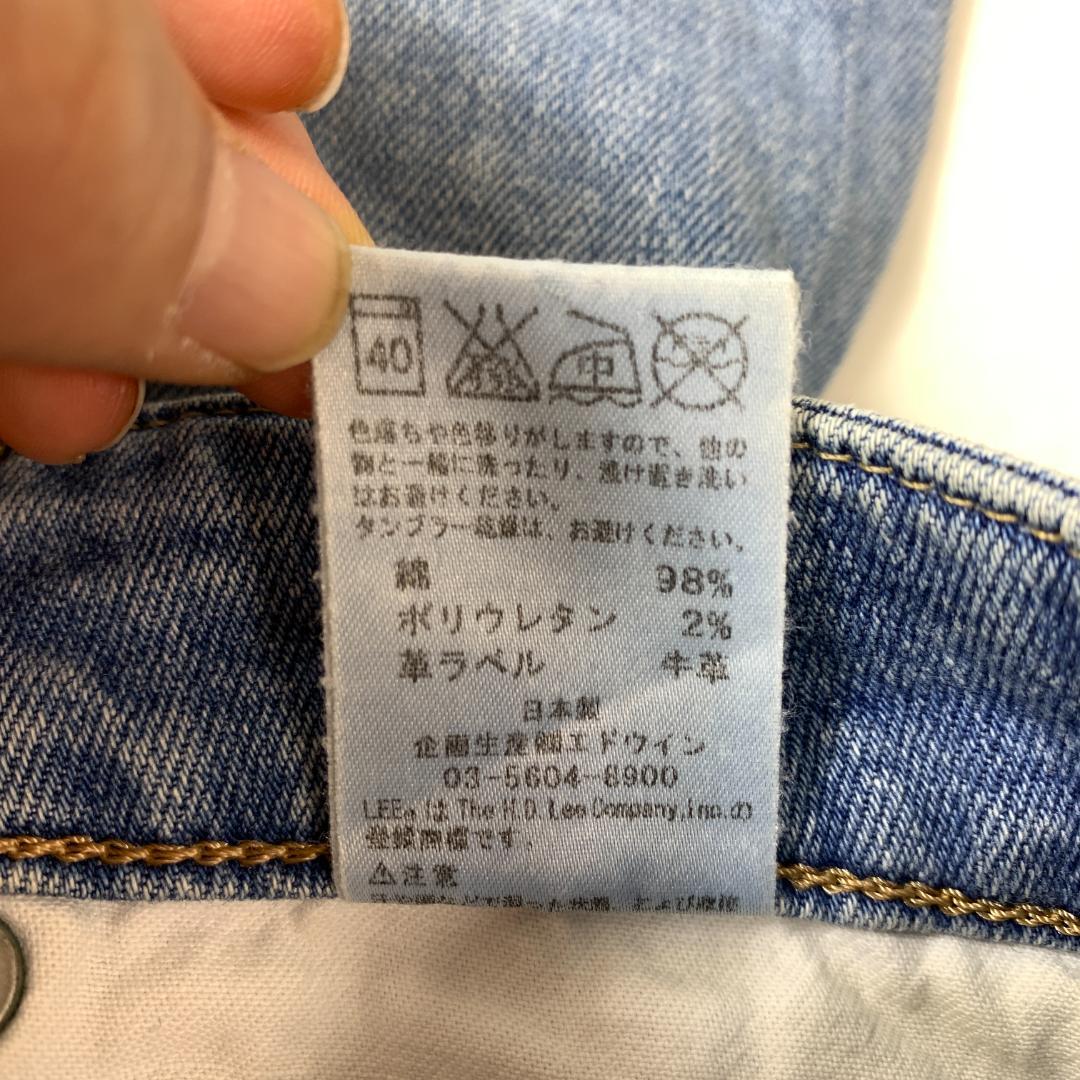 40
中
色落ちや色移りがしますので、他の
物と一緒に洗ったり、漬け置き洗い
はお避けください。
タンブラー乾燥は、お避けください。
綿 98%
ポリウレタン 2%
革ラベル 牛革
日本製
企画生産㈱エドウイン
03-5604-8900
LEE®は The H.D. Lee Company,Inc.の
登録商標です.
⚠注意